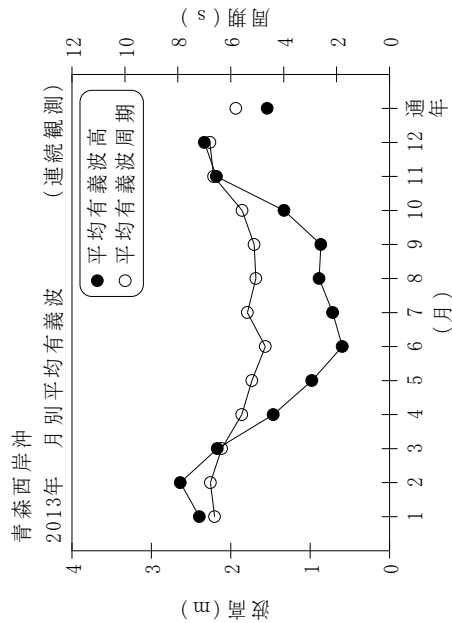 青森西岸沖
2013年 月別平均有義波 (連続観測)
●平均有義波高
○平均有義波周期
波高(m)
4
3
2
1
0
周期(s)
12
10
8
6
4
2
0
1 2 3 4 5 6 7 8 9 10 11 12 通年
(月)